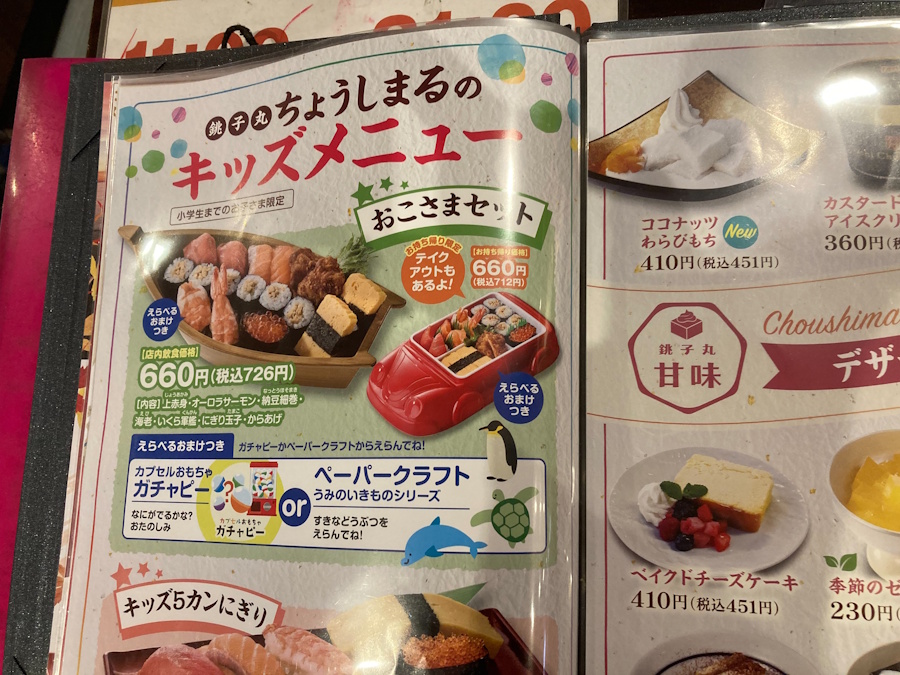 銚子丸 ちょうしまるの
キッズメニュー
小学生までのお子さま限定
おこさまセット
お持ち帰り限定
テイク
アウトも
あるよ!
【お持ち帰り価格】
660円
(税込712円)
えらべる
おまけ
つき
【店内飲食価格】
660円(税込726円)
【内容】上赤身・オーロラサーモン・納豆細巻・
海老・いくら軍艦・にぎり玉子・からあげ
えらべる
おまけ
つき
えらべるおまけつき ガチャピーかペーパークラフトからえらんでね!
カプセルおもちゃ
ガチャピー
なにがでるかな?
おたのしみ
カプセルおもちゃ
ガチャピー
or
ペーパークラフト
うみのいきものシリーズ
すきなどうぶつを
えらんでね!
キッズ5カンにぎり
ココナッツ
わらびもち
New
410円(税込451円)
カスタード
アイスクリ
360円(税
銚子丸
甘味
Choushima
デザ
ベイクドチーズケーキ
410円(税込451円)
季節のゼ
230円(